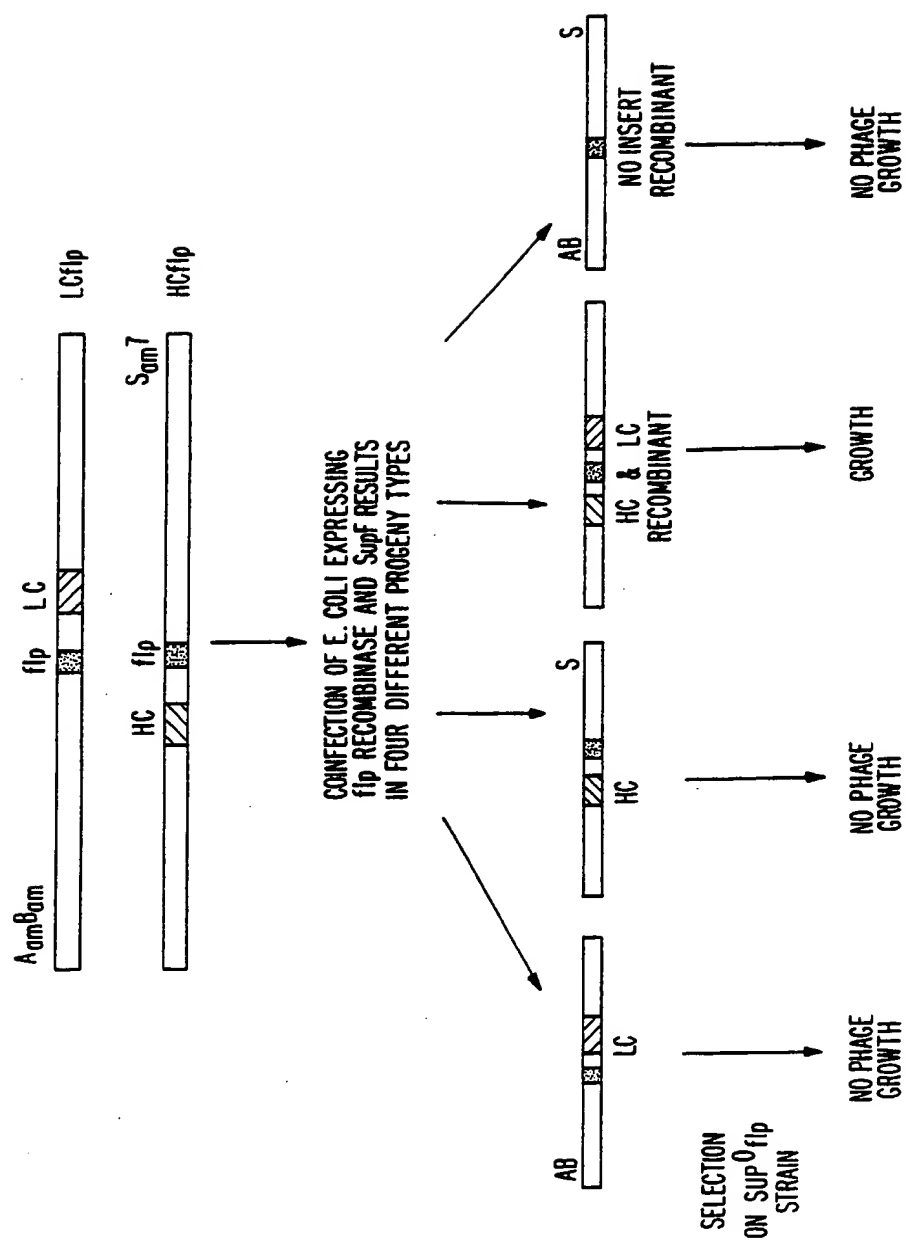 AamBam
flp
LC
LCflp
HC
flp
Sam7
HCflp
COINFECTION OF E. COLI EXPRESSING
flp RECOMBINASE AND SupF RESULTS
IN FOUR DIFFERENT PROGENY TYPES
AB
LC
HC
S
HC & LC
RECOMBINANT
AB
S
NO INSERT
RECOMBINANT
SELECTION
ON SUP⁰flp
STRAIN
NO PHAGE
GROWTH
NO PHAGE
GROWTH
GROWTH
NO PHAGE
GROWTH